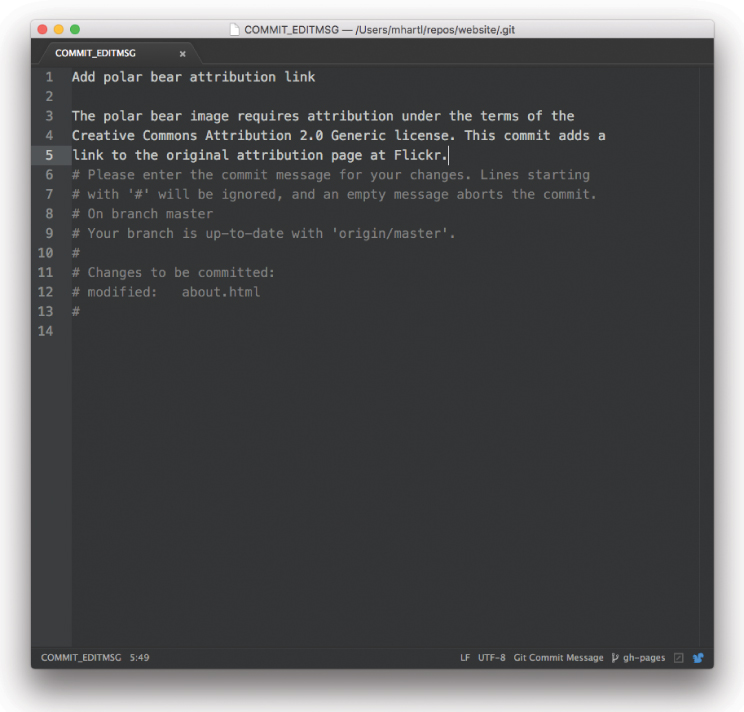 COMMIT_EDITMSG — /Users/mhartl/repos/website/.git
COMMIT_EDITMSG ×
1 Add polar bear attribution link
2
3 The polar bear image requires attribution under the terms of the
4 Creative Commons Attribution 2.0 Generic license. This commit adds a
5 link to the original attribution page at Flickr.
6 # Please enter the commit message for your changes. Lines starting
7 # with '#' will be ignored, and an empty message aborts the commit.
8 # On branch master
9 # Your branch is up-to-date with 'origin/master'.
10 #
11 # Changes to be committed:
12 # modified:   about.html
13 #
14
COMMIT_EDITMSG 5:49 LF UTF-8 Git Commit Message gh-pages